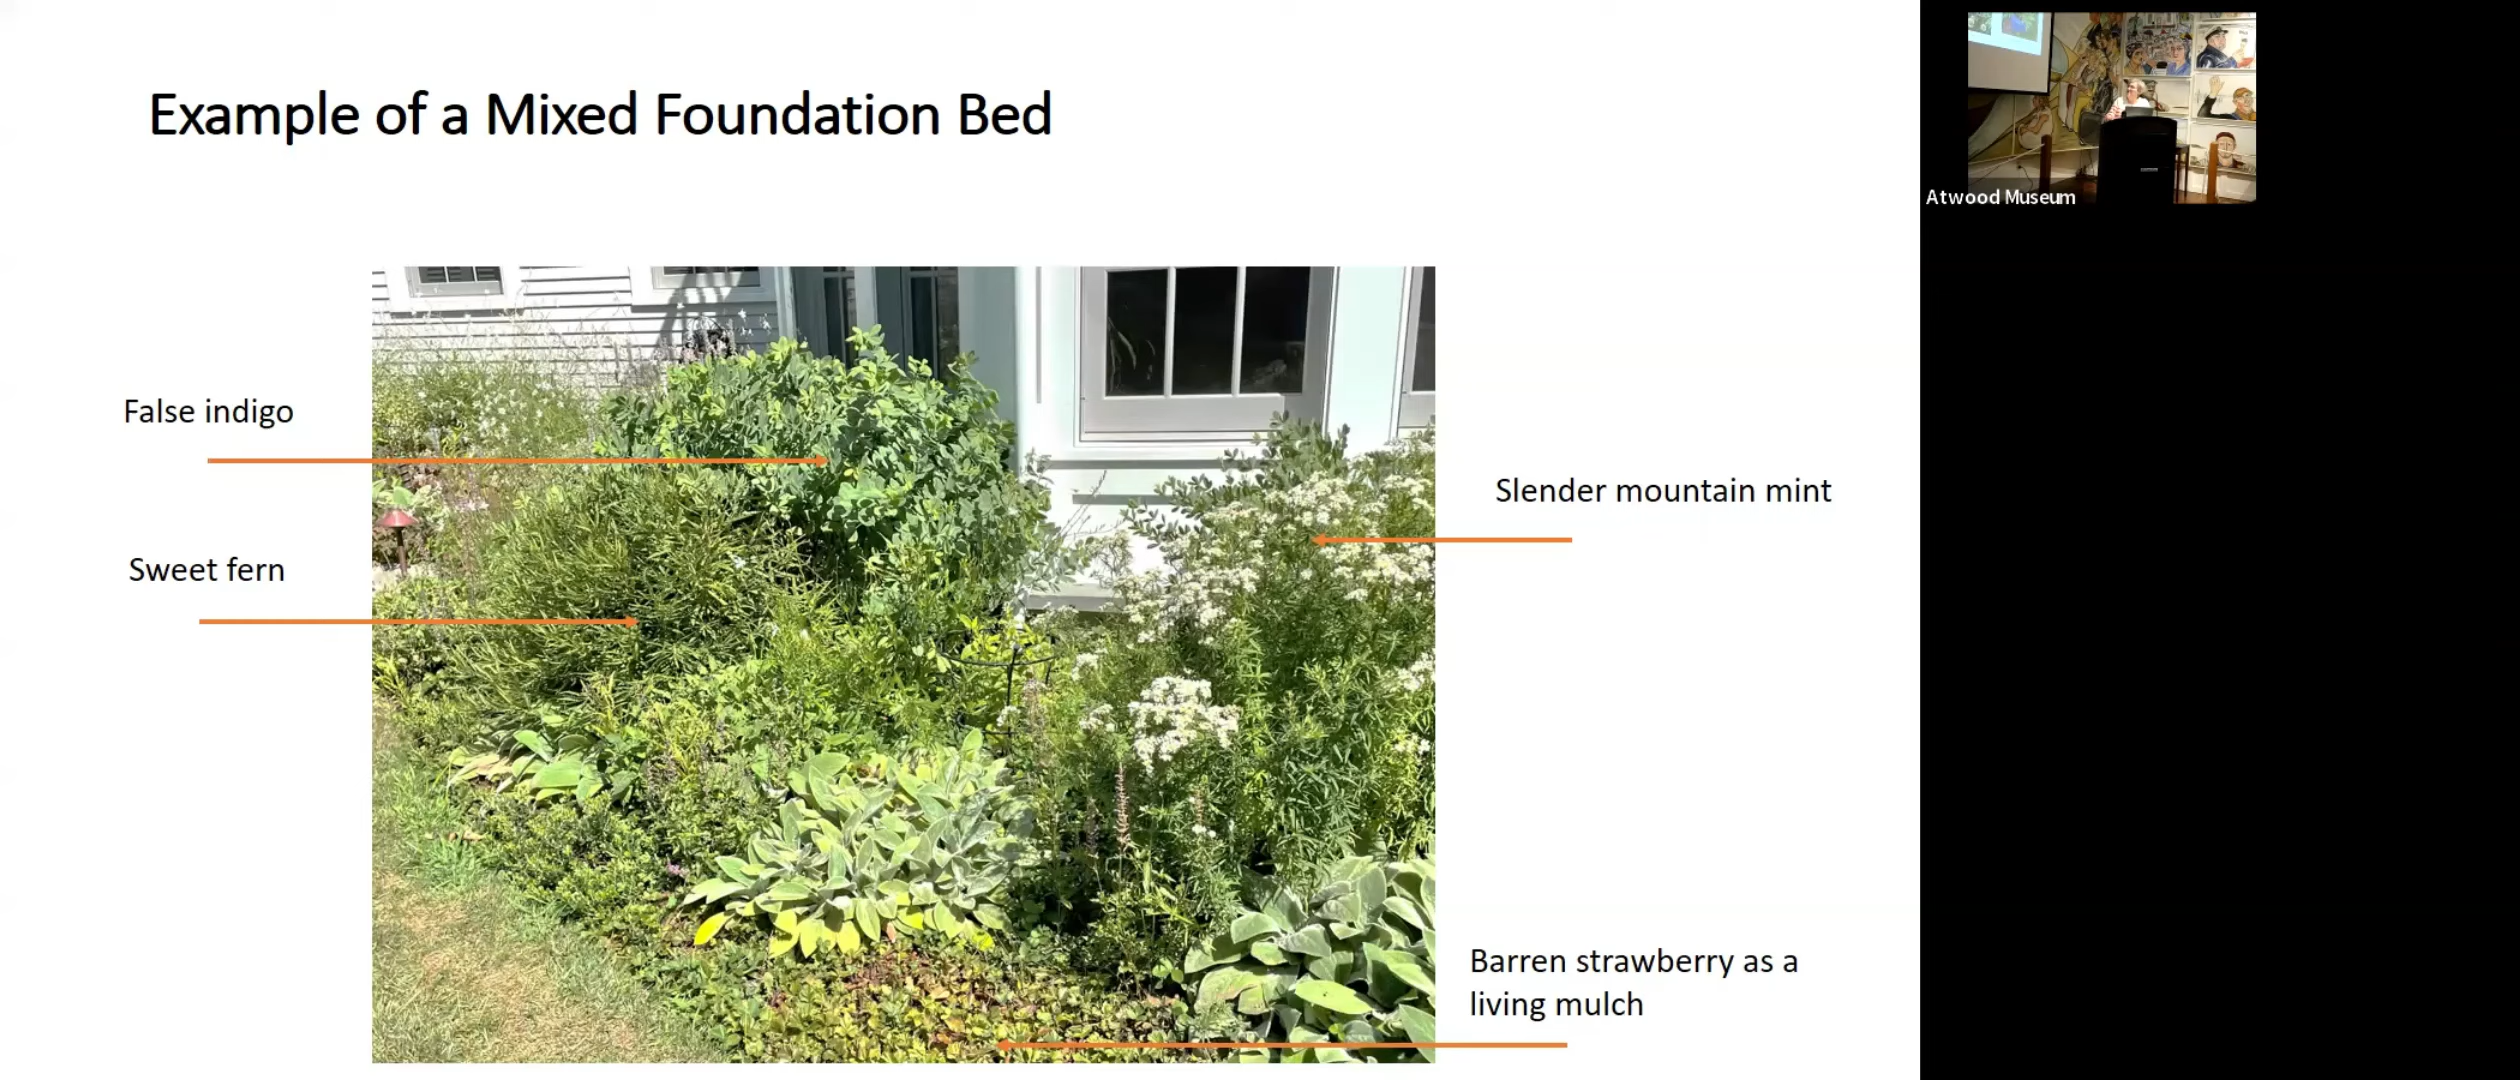 Example of a Mixed Foundation Bed
Atwood Museum
False indigo
Slender mountain mint
Sweet fern
Barren strawberry as a
living mulch